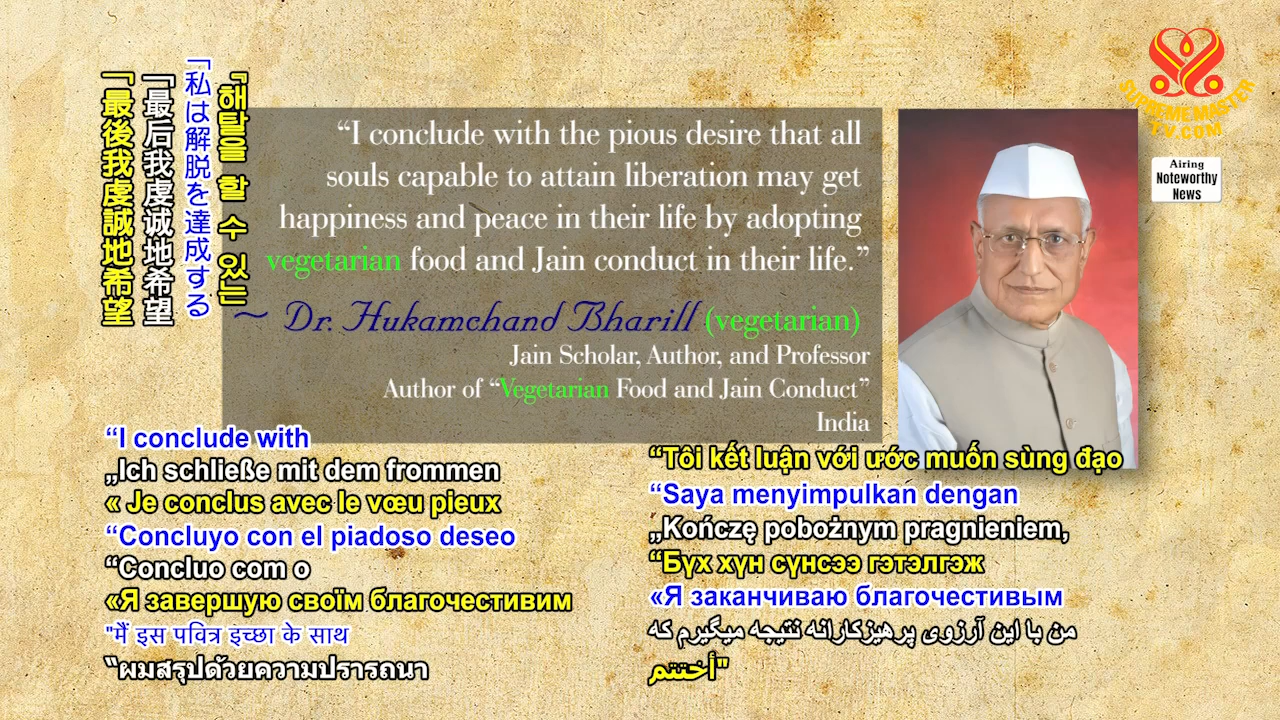 「最後我虔誠地希望
「最后我虔诚地希望
「私は解脱を達成する
『해탈을 할 수 있는
“I conclude with the pious desire that all
souls capable to attain liberation may get
happiness and peace in their life by adopting
vegetarian food and Jain conduct in their life.”
~ Dr. Hukamchand Bharill (vegetarian)
Jain Scholar, Author, and Professor
Author of “Vegetarian Food and Jain Conduct”
India
SUPREMEMASTER
TV.COM
Airing
Noteworthy
News
“I conclude with
„Ich schließe mit dem frommen
« Je conclus avec le vœu pieux
“Concluyo con el piadoso deseo
“Concluo com o
«Я завершую своїм благочестивим
"मैं इस पवित्र इच्छा के साथ
“ผมสรุปด้วยความปรารถนา
“Tôi kết luận với ước muốn sùng đạo
“Saya menyimpulkan dengan
„Kończę pobożnym pragnieniem,
“Бүх хүн сүнсээ гэтэлгэж
«Я заканчиваю благочестивым
من با این آرزوی پرهیزکارانه نتیجه میگیرم که
"أختتم